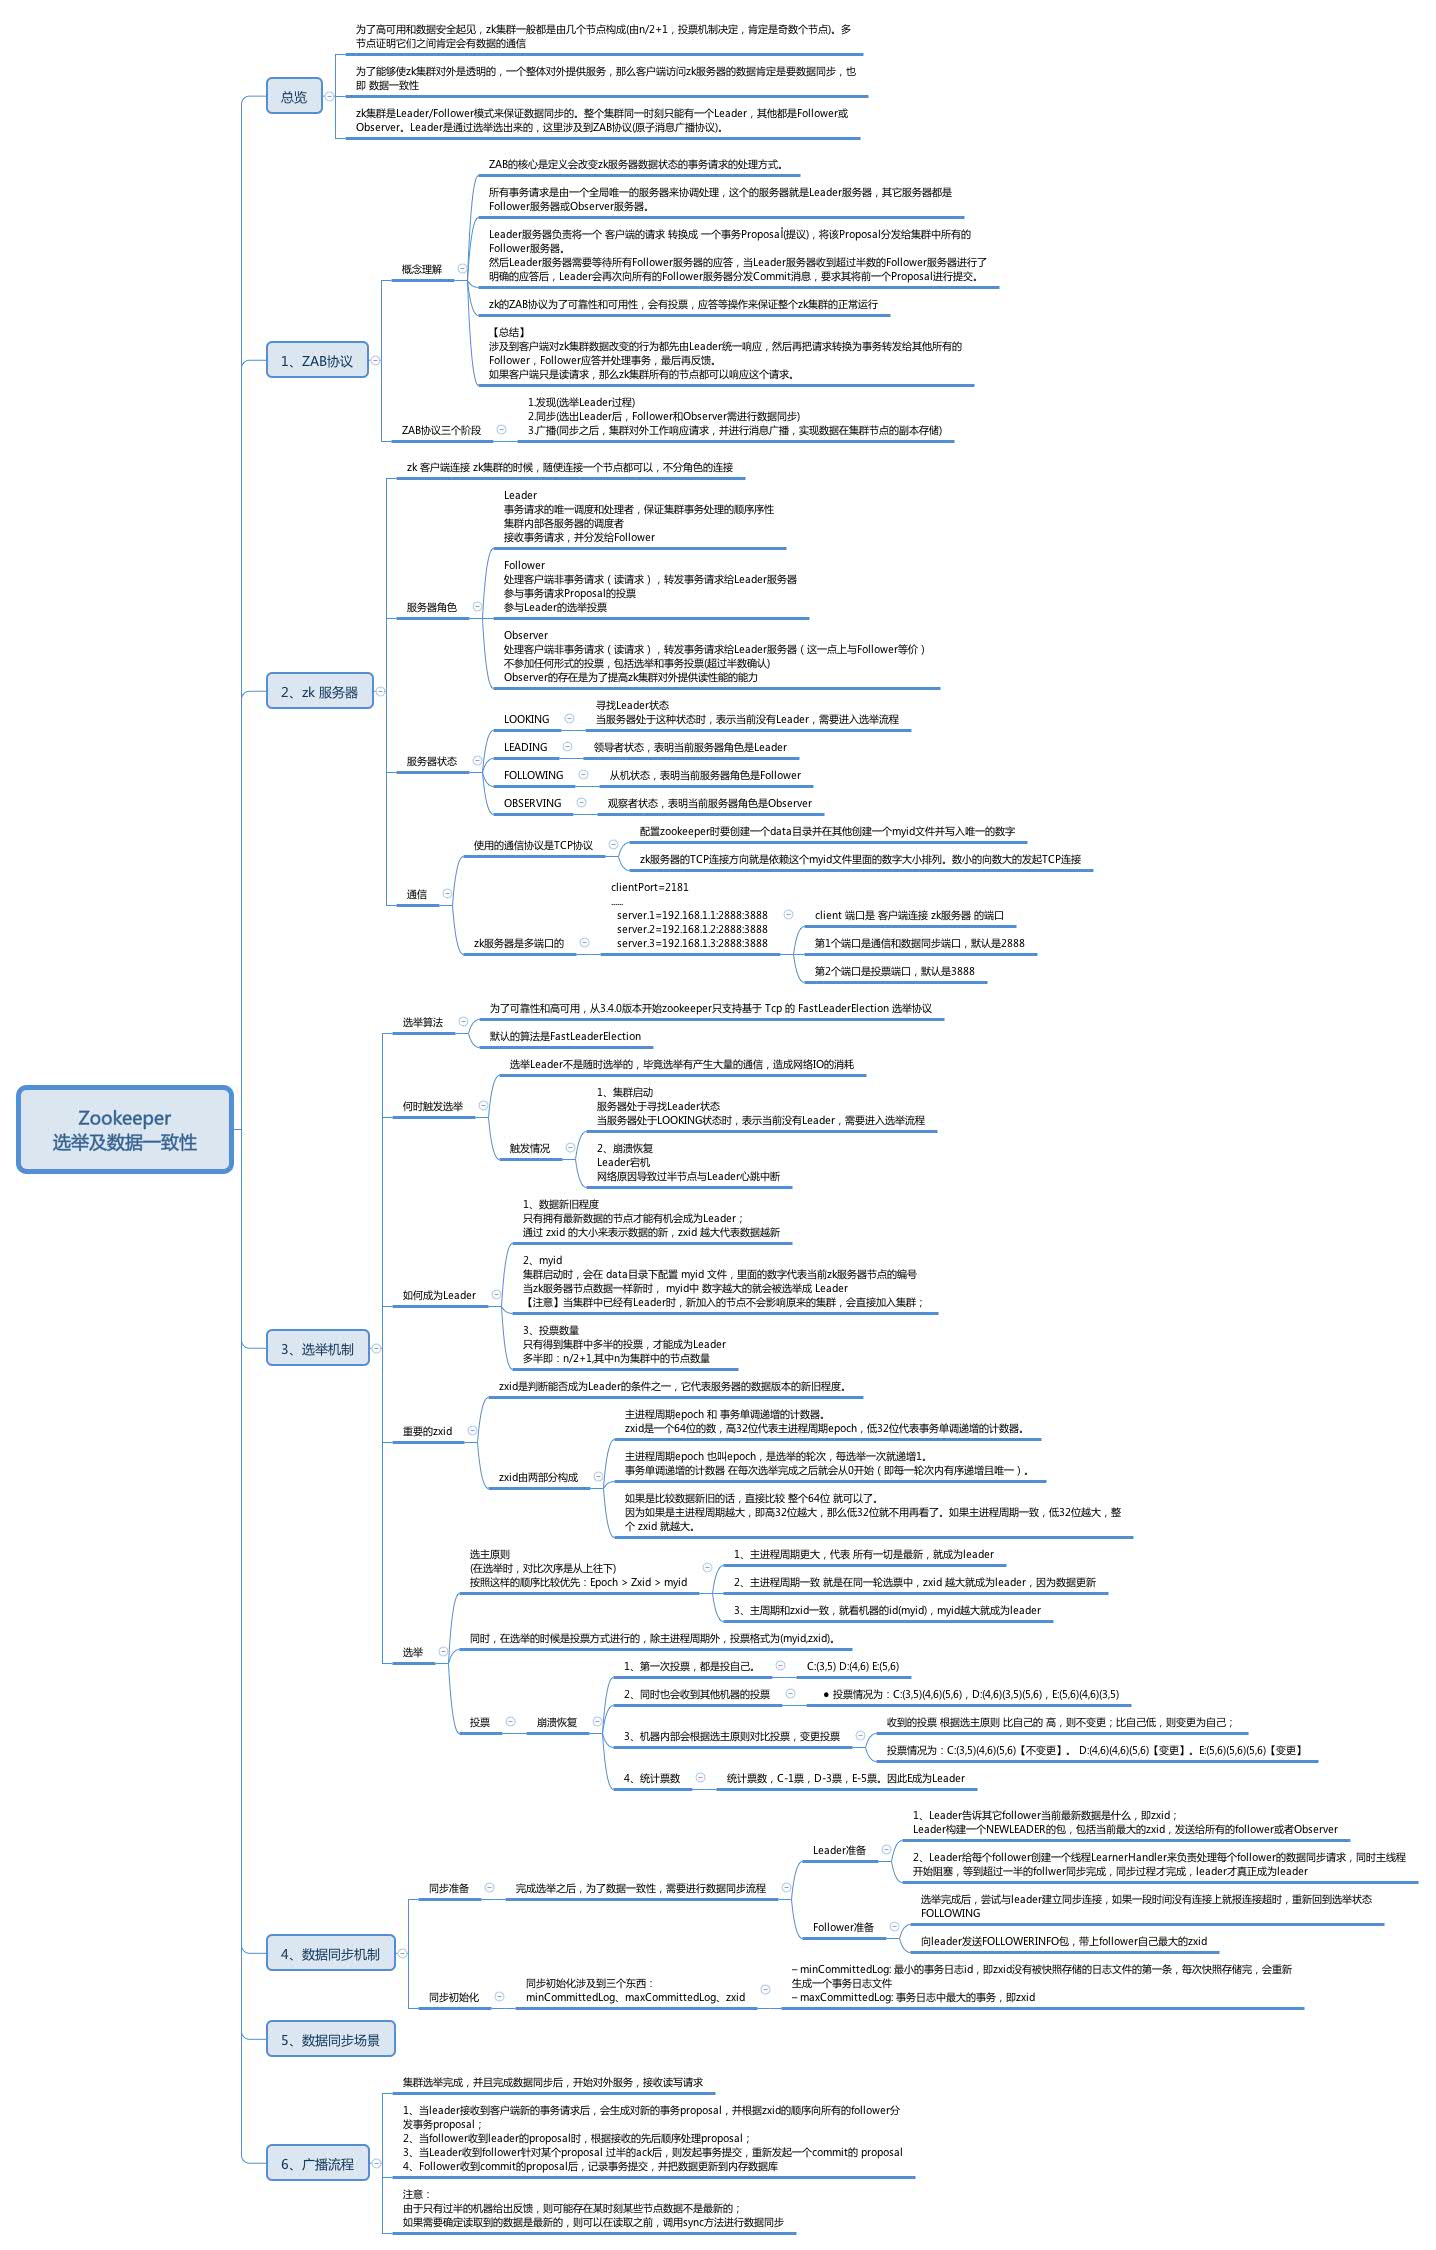 Zookeeper
选举及数据一致性
总览
为了高可用和数据安全起见，zk集群一般都是由几个节点构成(由n/2+1，投票机制决定，肯定是奇数个节点)。多
节点证明它们之间肯定会有数据的通信
为了能够使zk集群对外是透明的，一个整体对外提供服务，那么客户端访问zk服务器的数据肯定是要数据同步，也
即 数据一致性
zk集群是Leader/Follower模式来保证数据同步的。整个集群同一时刻只能有一个Leader，其他都是Follower或
Observer。Leader是通过选举选出来的，这里涉及到ZAB协议(原子消息广播协议)。
1、ZAB协议
概念理解
ZAB的核心是定义会改变zk服务器数据状态的事务请求的处理方式。
所有事务请求是由一个全局唯一的服务器来协调处理，这个的服务器就是Leader服务器，其它服务器都是
Follower服务器或Observer服务器。
Leader服务器负责将一个 客户端的请求 转换成 一个事务Proposal(提议)，将该Proposal分发给集群中所有的
Follower服务器。
然后Leader服务器需要等待所有Follower服务器的应答，当Leader服务器收到超过半数的Follower服务器进行了
明确的应答后，Leader会再次向所有的Follower服务器分发Commit消息，要求其将前一个Proposal进行提交。
zk的ZAB协议为了可靠性和可用性，会有投票，应答等操作来保证整个zk集群的正常运行
【总结】
涉及到客户端对zk集群数据改变的行为都先由Leader统一响应，然后再把请求转换为事务转发给其他所有的
Follower，Follower应答并处理事务，最后再反馈。
如果客户端只是读请求，那么zk集群所有的节点都可以响应这个请求。
ZAB协议三个阶段
1.发现(选举Leader过程)
2.同步(选出Leader后，Follower和Observer需进行数据同步)
3.广播(同步之后，集群对外工作响应请求，并进行消息广播，实现数据在集群节点的副本存储)
2、zk 服务器
zk 客户端连接 zk集群的时候，随便连接一个节点都可以，不分角色的连接
服务器角色
Leader
事务请求的唯一调度和处理者，保证集群事务处理的顺序序性
集群内部各服务器的调度者
接收事务请求，并分发给Follower
Follower
处理客户端非事务请求（读请求），转发事务请求给Leader服务器
参与事务请求Proposal的投票
参与Leader的选举投票
Observer
处理客户端非事务请求（读请求），转发事务请求给Leader服务器（这一点上与Follower等价）
不参加任何形式的投票，包括选举和事务投票(超过半数确认)
Observer的存在是为了提高zk集群对外提供读性能的能力
服务器状态
LOOKING
寻找Leader状态
当服务器处于这种状态时，表示当前没有Leader，需要进入选举流程
LEADING
领导者状态，表明当前服务器角色是Leader
FOLLOWING
从机状态，表明当前服务器角色是Follower
OBSERVING
观察者状态，表明当前服务器角色是Observer
通信
使用的通信协议是TCP协议
配置zookeeper时要创建一个data目录并在其他创建一个myid文件并写入唯一的数字
zk服务器的TCP连接方向就是依赖这个myid文件里面的数字大小排列。数小的向数大的发起TCP连接
zk服务器是多端口的
clientPort=2181
......
server.1=192.168.1.1:2888:3888
server.2=192.168.1.2:2888:3888
server.3=192.168.1.3:2888:3888
client 端口是 客户端连接 zk服务器 的端口
第1个端口是通信和数据同步端口，默认是2888
第2个端口是投票端口，默认是3888
3、选举机制
选举算法
为了可靠性和高可用，从3.4.0版本开始zookeeper只支持基于 Tcp 的 FastLeaderElection 选举协议
默认的算法是FastLeaderElection
何时触发选举
选举Leader不是随时选举的，毕竟选举有产生大量的通信，造成网络IO的消耗
触发情况
1、集群启动
服务器处于寻找Leader状态
当服务器处于LOOKING状态时，表示当前没有Leader，需要进入选举流程
2、崩溃恢复
Leader宕机
网络原因导致过半节点与Leader心跳中断
如何成为Leader
1、数据新旧程度
只有拥有最新数据的节点才能有机会成为Leader；
通过 zxid 的大小来表示数据的新，zxid 越大代表数据越新
2、myid
集群启动时，会在 data目录下配置 myid 文件，里面的数字代表当前zk服务器节点的编号
当zk服务器节点数据一样新时， myid中 数字越大的就会被选举成 Leader
【注意】当集群中已经有Leader时，新加入的节点不会影响原来的集群，会直接加入集群；
3、投票数量
只有得到集群中多半的投票，才能成为Leader
多半即：n/2+1,其中n为集群中的节点数量
重要的zxid
zxid是判断能否成为Leader的条件之一，它代表服务器的数据版本的新旧程度。
zxid由两部分构成
主进程周期epoch 和 事务单调递增的计数器。
zxid是一个64位的数，高32位代表主进程周期epoch，低32位代表事务单调递增的计数器。
主进程周期epoch 也叫epoch，是选举的轮次，每选举一次就递增1。
事务单调递增的计数器 在每次选举完成之后就会从0开始（即每一轮次内有序递增且唯一）。
如果是比较数据新旧的话，直接比较 整个64位 就可以了。
因为如果是主进程周期越大，即高32位越大，那么低32位就不用再看了。如果主进程周期一致，低32位越大，整
个 zxid 就越大。
选举
选主原则
(在选举时，对比次序是从上往下)
按照这样的顺序比较优先：Epoch > Zxid > myid
1、主进程周期更大，代表 所有一切是最新，就成为leader
2、主进程周期一致 就是在同一轮选票中，zxid 越大就成为leader，因为数据更新
3、主周期和zxid一致，就看机器的id(myid)，myid越大就成为leader
同时，在选举的时候是投票方式进行的，除主进程周期外，投票格式为(myid,zxid)。
投票
崩溃恢复
1、第一次投票，都是投自己。
C:(3,5) D:(4,6) E:(5,6)
2、同时也会收到其他机器的投票
● 投票情况为：C:(3,5)(4,6)(5,6)，D:(4,6)(3,5)(5,6)，E:(5,6)(4,6)(3,5)
3、机器内部会根据选主原则对比投票，变更投票
收到的投票 根据选主原则 比自己的 高，则不变更；比自己低，则变更为自己；
投票情况为：C:(3,5)(4,6)(5,6)【不变更】。 D:(4,6)(4,6)(5,6)【变更】。E:(5,6)(5,6)(5,6)【变更】
4、统计票数
统计票数，C-1票，D-3票，E-5票。因此E成为Leader
4、数据同步机制
同步准备
完成选举之后，为了数据一致性，需要进行数据同步流程
Leader准备
1、Leader告诉其它follower当前最新数据是什么，即zxid；
Leader构建一个NEWLEADER的包，包括当前最大的zxid，发送给所有的follower或者Observer
2、Leader给每个follower创建一个线程LearnerHandler来负责处理每个follower的数据同步请求，同时主线程
开始阻塞，等到超过一半的follwer同步完成，同步过程才完成，leader才真正成为leader
Follower准备
选举完成后，尝试与leader建立同步连接，如果一段时间没有连接上就报连接超时，重新回到选举状态
FOLLOWING
向leader发送FOLLOWERINFO包，带上follower自己最大的zxid
同步初始化
同步初始化涉及到三个东西：
minCommittedLog、maxCommittedLog、zxid
– minCommittedLog: 最小的事务日志id，即zxid没有被快照存储的日志文件的第一条，每次快照存储完，会重新
生成一个事务日志文件
– maxCommittedLog: 事务日志中最大的事务，即zxid
5、数据同步场景
6、广播流程
集群选举完成，并且完成数据同步后，开始对外服务，接收读写请求
1、当leader接收到客户端新的事务请求后，会生成对新的事务proposal，并根据zxid的顺序向所有的follower分
发事务proposal；
2、当follower收到leader的proposal时，根据接收的先后顺序处理proposal；
3、当Leader收到follower针对某个proposal 过半的ack后，则发起事务提交，重新发起一个commit的 proposal
4、Follower收到commit的proposal后，记录事务提交，并把数据更新到内存数据库
注意：
由于只有过半的机器给出反馈，则可能存在某时刻某些节点数据不是最新的；
如果需要确定读取到的数据是最新的，则可以在读取之前，调用sync方法进行数据同步